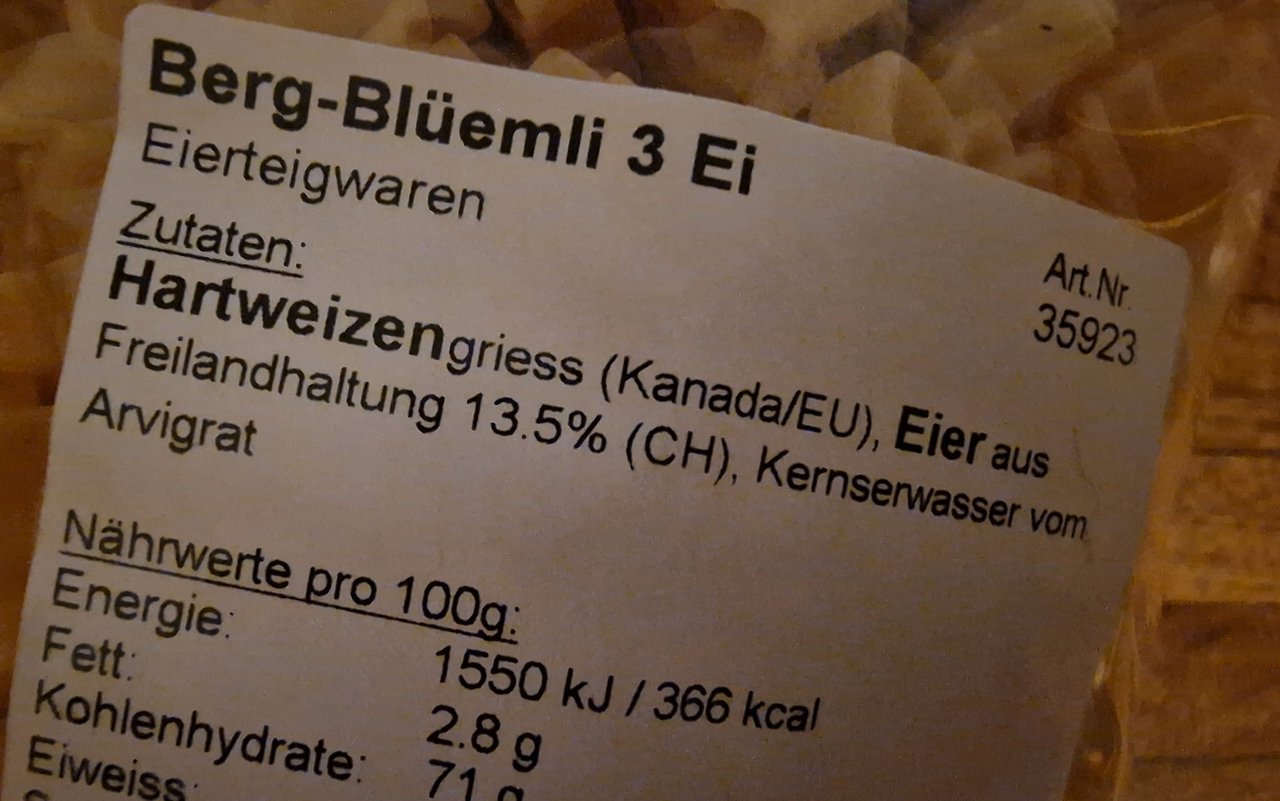 Berg-Blüemli 3 Ei
Eierteigwaren
Art.Nr.
35923
Zutaten:
Hartweizengriess (Kanada/EU), Eier aus
Freilandhaltung 13.5% (CH), Kernserwasser vom
Arvigrat
Nährwerte pro 100g:
Energie: 1550 kJ / 366 kcal
Fett: 2.8 g
Kohlenhydrate: 71 g
Eiweiss: